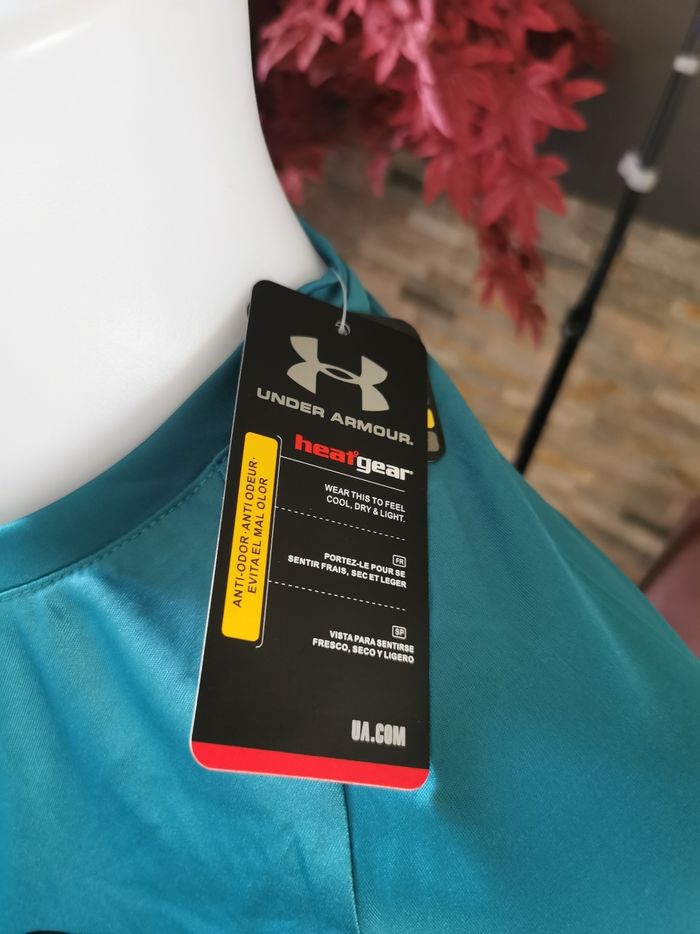 UNDER ARMOUR.
heatgear
WEAR THIS TO FEEL
COOL, DRY & LIGHT.
ANTI-ODOR·ANTI ODEUR·
EVITA EL MAL OLOR
FR
PORTEZ-LE POUR SE
SENTIR FRAIS, SEC ET LEGER
SP
VISTA PARA SENTIRSE
FRESCO, SECO Y LIGERO
UA.COM